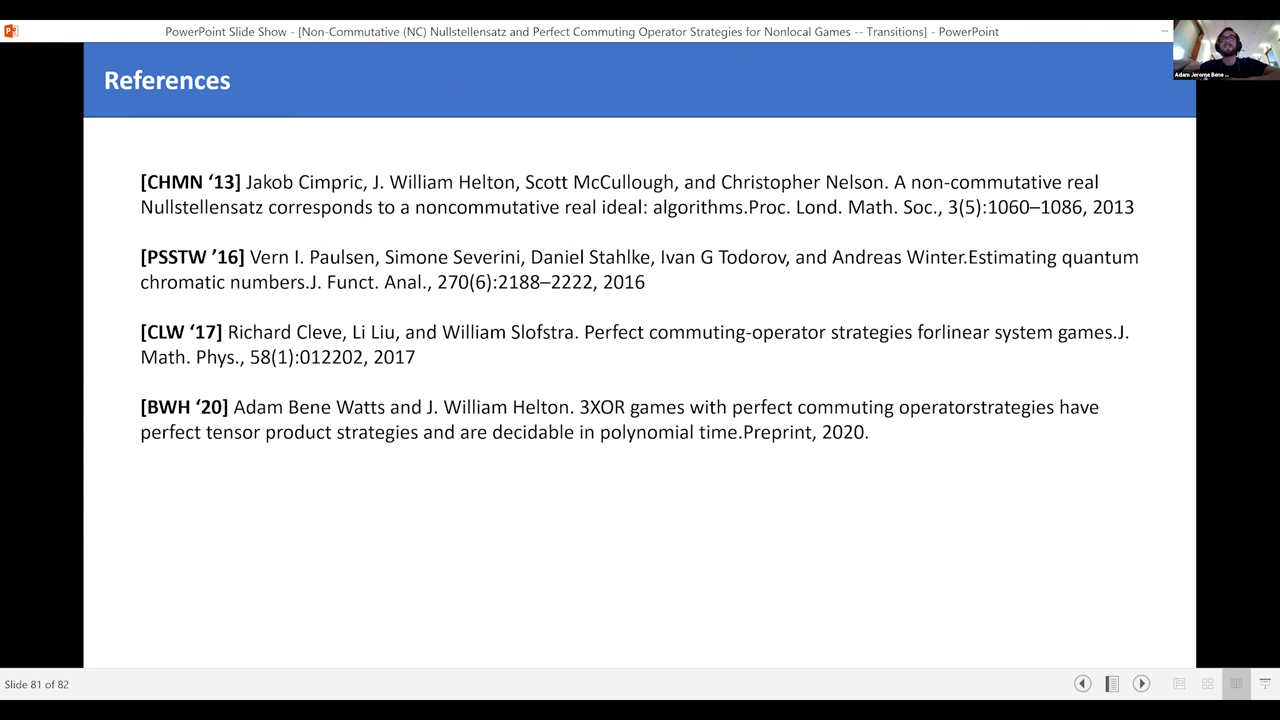 PowerPoint Slide Show - [Non-Commutative (NC) Nullstellensatz and Perfect Commuting Operator Strategies for Nonlocal Games -- Transitions] - PowerPoint
Adam Jerome Bene ...
References
[CHMN ‘13] Jakob Cimpric, J. William Helton, Scott McCullough, and Christopher Nelson. A non-commutative real
Nullstellensatz corresponds to a noncommutative real ideal: algorithms.Proc. Lond. Math. Soc., 3(5):1060–1086, 2013
[PSSTW ’16] Vern I. Paulsen, Simone Severini, Daniel Stahlke, Ivan G Todorov, and Andreas Winter.Estimating quantum
chromatic numbers.J. Funct. Anal., 270(6):2188–2222, 2016
[CLW ‘17] Richard Cleve, Li Liu, and William Slofstra. Perfect commuting-operator strategies forlinear system games.J.
Math. Phys., 58(1):012202, 2017
[BWH ‘20] Adam Bene Watts and J. William Helton. 3XOR games with perfect commuting operatorstrategies have
perfect tensor product strategies and are decidable in polynomial time.Preprint, 2020.
Slide 81 of 82